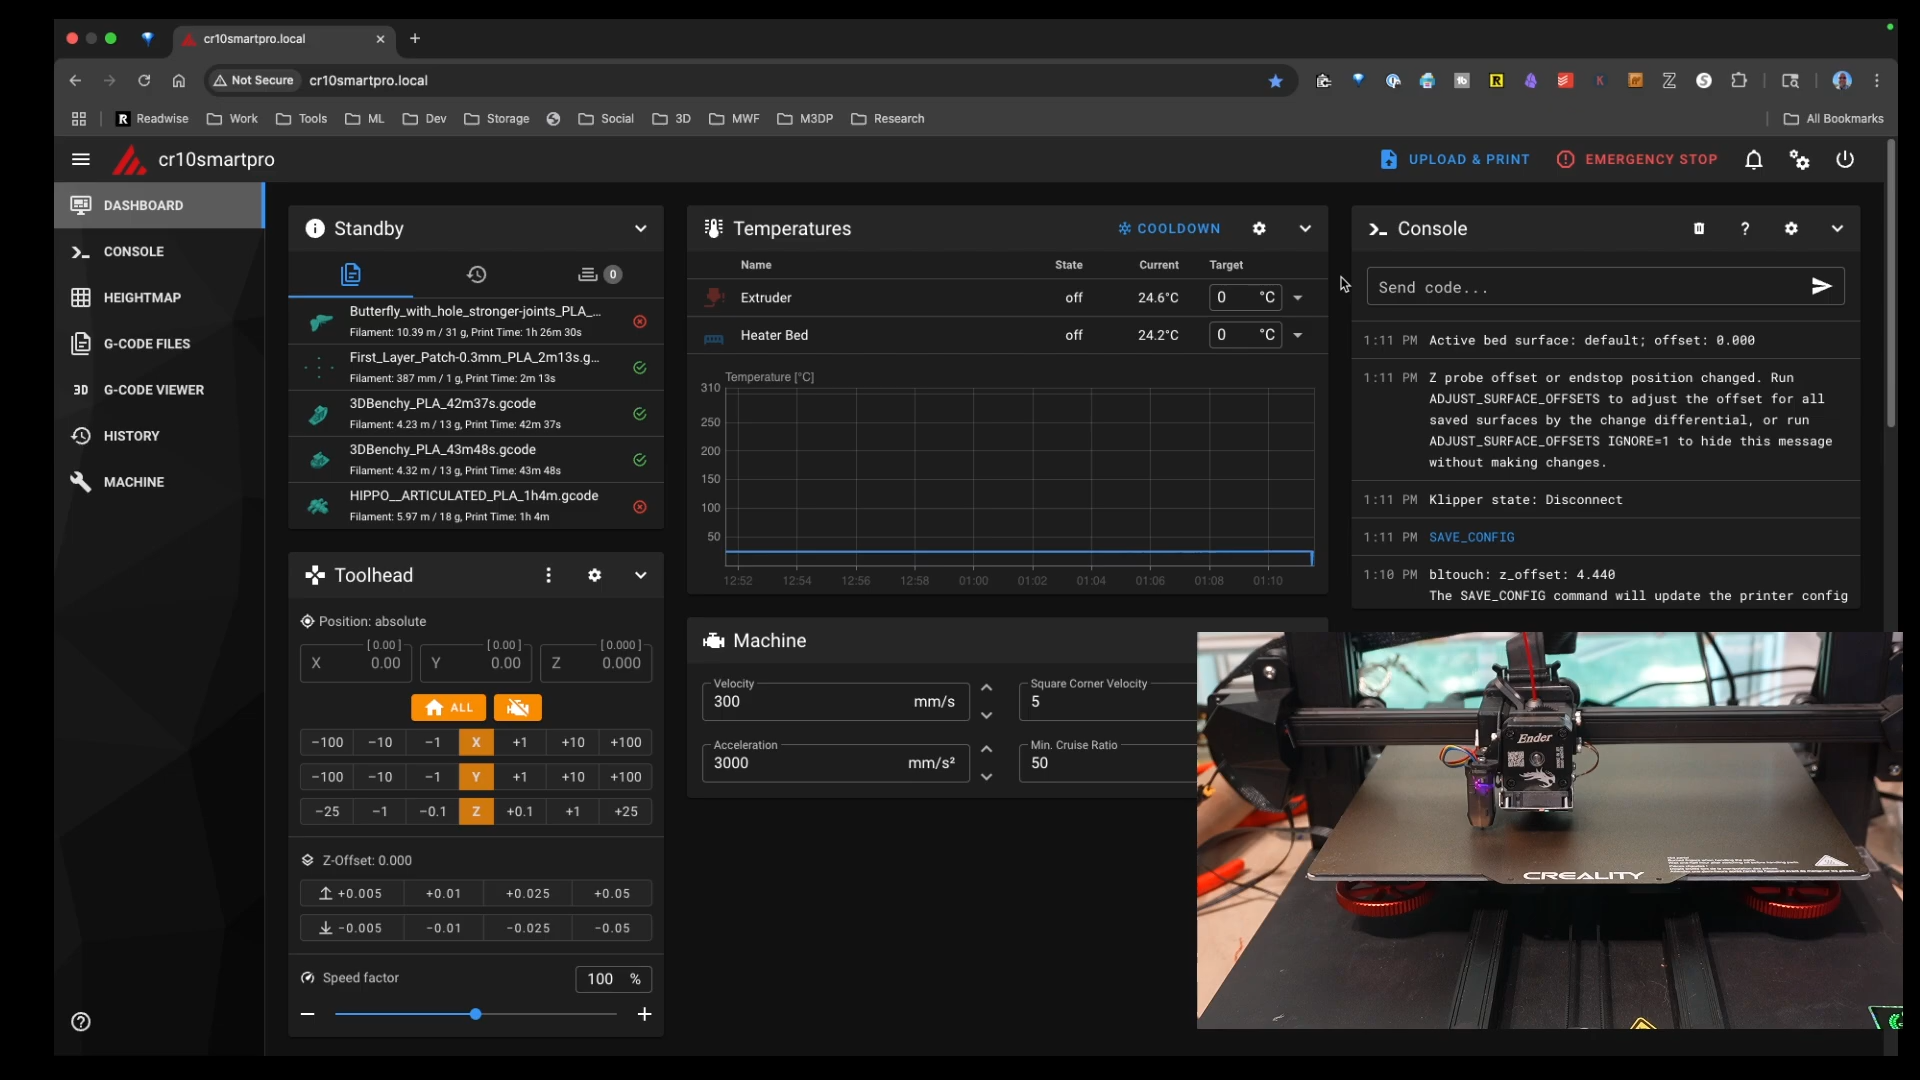 cr10smartpro.local
Not Secure cr10smartpro.local
Readwise Work Tools ML Dev Storage Social 3D MWF M3DP Research All Bookmarks
cr10smartpro
UPLOAD & PRINT EMERGENCY STOP
DASHBOARD
CONSOLE
HEIGHTMAP
G-CODE FILES
3D G-CODE VIEWER
HISTORY
MACHINE
Standby
0
Butterfly_with_hole_stronger-joints_PLA_...
Filament: 10.39 m / 31 g, Print Time: 1h 26m 30s
First_Layer_Patch-0.3mm_PLA_2m13s.g...
Filament: 387 mm / 1 g, Print Time: 2m 13s
3DBenchy_PLA_42m37s.gcode
Filament: 4.23 m / 13 g, Print Time: 42m 37s
3DBenchy_PLA_43m48s.gcode
Filament: 4.32 m / 13 g, Print Time: 43m 48s
HIPPO__ARTICULATED_PLA_1h4m.gcode
Filament: 5.97 m / 18 g, Print Time: 1h 4m
Toolhead
Position: absolute
[ 0.00 ] [ 0.00 ] [ 0.000 ]
X 0.00 Y 0.00 Z 0.000
ALL
−100 −10 −1 X +1 +10 +100
−100 −10 −1 Y +1 +10 +100
−25 −1 −0.1 Z +0.1 +1 +25
Z-Offset: 0.000
+0.005 +0.01 +0.025 +0.05
−0.005 −0.01 −0.025 −0.05
Speed factor 100 %
Temperatures
COOLDOWN
Name State Current Target
Extruder off 24.6°C 0 °C
Heater Bed off 24.2°C 0 °C
Temperature [°C]
310
250
200
150
100
50
12:52 12:54 12:56 12:58 01:00 01:02 01:04 01:06 01:08 01:10
Machine
Velocity
300 mm/s
Square Corner Velocity
5
Acceleration
3000 mm/s²
Min. Cruise Ratio
50
Console
Send code...
1:11 PM Active bed surface: default; offset: 0.000
1:11 PM Z probe offset or endstop position changed. Run
ADJUST_SURFACE_OFFSETS to adjust the offset for all
saved surfaces by the change differential, or run
ADJUST_SURFACE_OFFSETS IGNORE=1 to hide this message
without making changes.
1:11 PM Klipper state: Disconnect
1:11 PM SAVE_CONFIG
1:10 PM bltouch: z_offset: 4.440
The SAVE_CONFIG command will update the printer config
Ender
CREALITY